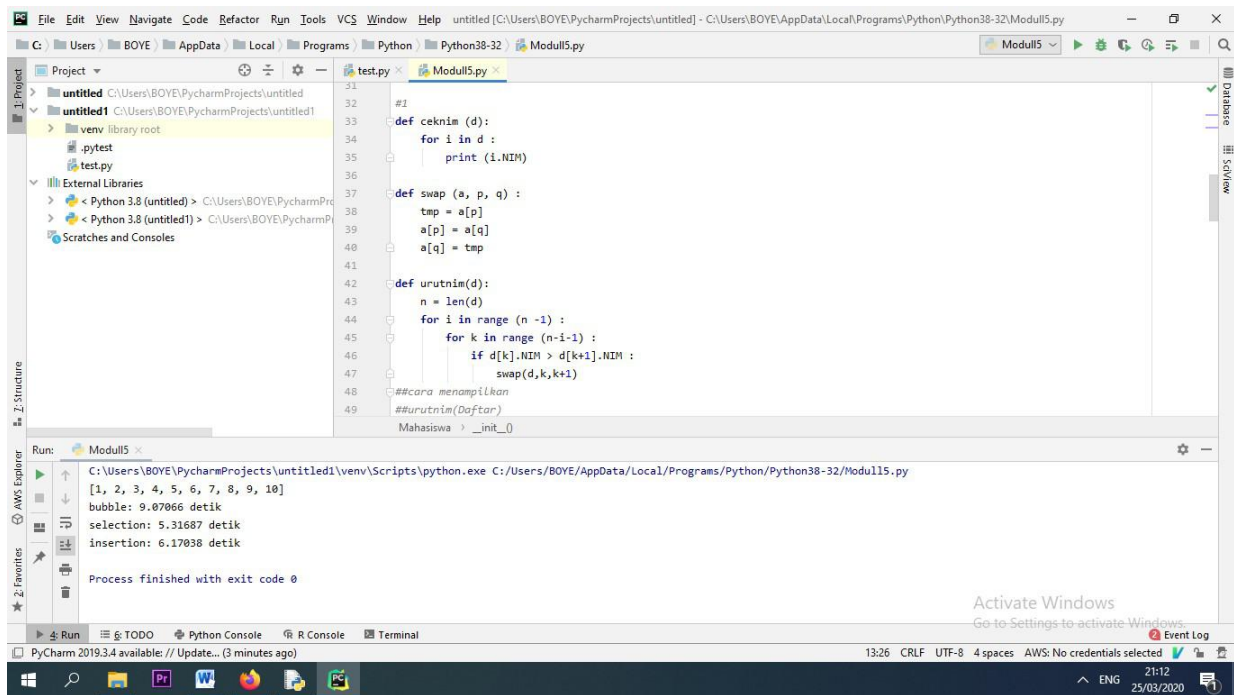 File Edit View Navigate Code Refactor Run Tools VCS Window Help untitled [C:\Users\BOYE\PycharmProjects\untitled] - C:\Users\BOYE\AppData\Local\Programs\Python\Python38-32\Modull5.py
C: Users BOYE AppData Local Programs Python Python38-32 Modull5.py Modull5
Project test.py Modull5.py
1: Project
untitled C:\Users\BOYE\PycharmProjects\untitled
untitled1 C:\Users\BOYE\PycharmProjects\untitled1
venv library root
.pytest
test.py
External Libraries
< Python 3.8 (untitled) > C:\Users\BOYE\PycharmPr
< Python 3.8 (untitled1) > C:\Users\BOYE\PycharmP
Scratches and Consoles
31
32 #1
33 def ceknim (d):
34 for i in d :
35 print (i.NIM)
36
37 def swap (a, p, q) :
38 tmp = a[p]
39 a[p] = a[q]
40 a[q] = tmp
41
42 def urutnim(d):
43 n = len(d)
44 for i in range (n -1) :
45 for k in range (n-i-1) :
46 if d[k].NIM > d[k+1].NIM :
47 swap(d,k,k+1)
48 ##cara menampilkan
49 ##urutnim(Daftar)
Mahasiswa > __init__()
Database
SciView
Z: Structure
AWS Explorer
2: Favorites
Run: Modull5
C:\Users\BOYE\PycharmProjects\untitled1\venv\Scripts\python.exe C:/Users/BOYE/AppData/Local/Programs/Python/Python38-32/Modull5.py
[1, 2, 3, 4, 5, 6, 7, 8, 9, 10]
bubble: 9.07066 detik
selection: 5.31687 detik
insertion: 6.17038 detik
Process finished with exit code 0
Activate Windows
Go to Settings to activate Windows.
4: Run 6: TODO Python Console R Console Terminal 2 Event Log
PyCharm 2019.3.4 available: // Update... (3 minutes ago) 13:26 CRLF UTF-8 4 spaces AWS: No credentials selected
ENG 21:12
25/03/2020